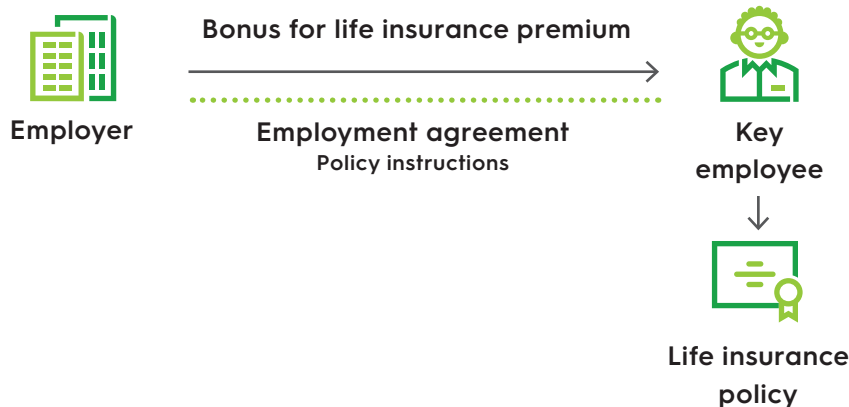 Bonus for life insurance premium
Employer
Employment agreement
Policy instructions
Key
employee
Life insurance
policy